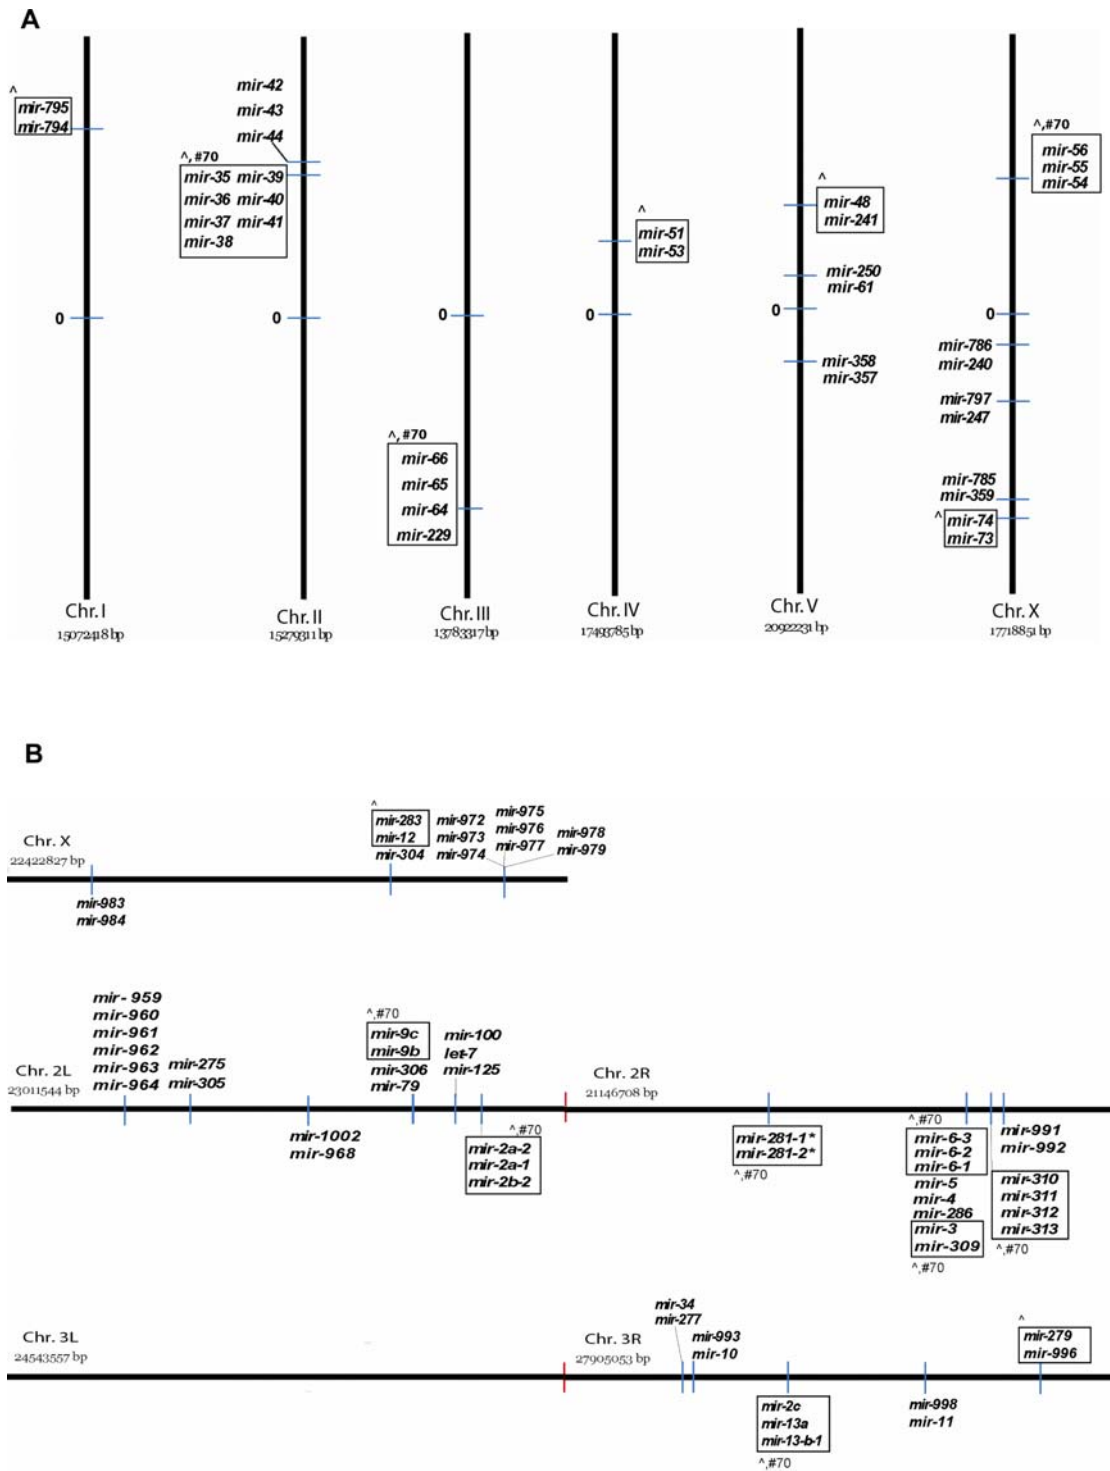 A
^
mir-795
mir-794
0
Chr. I
15072418 bp
mir-42
mir-43
mir-44
^, #70
mir-35 mir-39
mir-36 mir-40
mir-37 mir-41
mir-38
0
Chr. II
15279311 bp
0
^, #70
mir-66
mir-65
mir-64
mir-229
Chr. III
13783317 bp
^
mir-51
mir-53
0
Chr. IV
17493785 bp
^
mir-48
mir-241
mir-250
mir-61
0
mir-358
mir-357
Chr. V
20922231 bp
^,#70
mir-56
mir-55
mir-54
0
mir-786
mir-240
mir-797
mir-247
mir-785
mir-359
^
mir-74
mir-73
Chr. X
17718851 bp
B
Chr. X
22422827 bp
mir-983
mir-984
^
mir-283
mir-12
mir-304
mir-972
mir-973
mir-974
mir-975
mir-976
mir-977
mir-978
mir-979
Chr. 2L
23011544 bp
mir- 959
mir-960
mir-961
mir-962
mir-963
mir-964
mir-275
mir-305
mir-1002
mir-968
^,#70
mir-9c
mir-9b
mir-306
mir-79
mir-100
let-7
mir-125
^,#70
mir-2a-2
mir-2a-1
mir-2b-2
Chr. 2R
21146708 bp
mir-281-1*
mir-281-2*
^,#70
^,#70
mir-6-3
mir-6-2
mir-6-1
mir-5
mir-4
mir-286
mir-3
mir-309
^,#70
mir-991
mir-992
mir-310
mir-311
mir-312
mir-313
^,#70
Chr. 3L
24543557 bp
Chr. 3R
27905053 bp
mir-34
mir-277
mir-993
mir-10
mir-2c
mir-13a
mir-13-b-1
^,#70
mir-998
mir-11
^
mir-279
mir-996